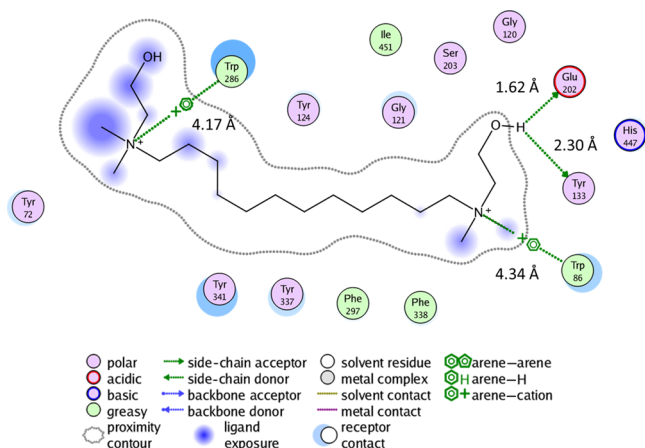 Gly
120
OH
Ile
451
Ser
203
Trp
286
1.62 Å
Glu
202
Tyr
124
Gly
121
4.17 Å
O H
2.30 Å
His
447
N+
Tyr
133
Tyr
72
N+
Trp
86
4.34 Å
Tyr
341
Tyr
337
Phe
297
Phe
338
polar
acidic
basic
greasy
proximity
contour
side-chain acceptor
side-chain donor
backbone acceptor
backbone donor
ligand
exposure
solvent residue
metal complex
solvent contact
metal contact
receptor
contact
arene—arene
H arene—H
+ arene—cation